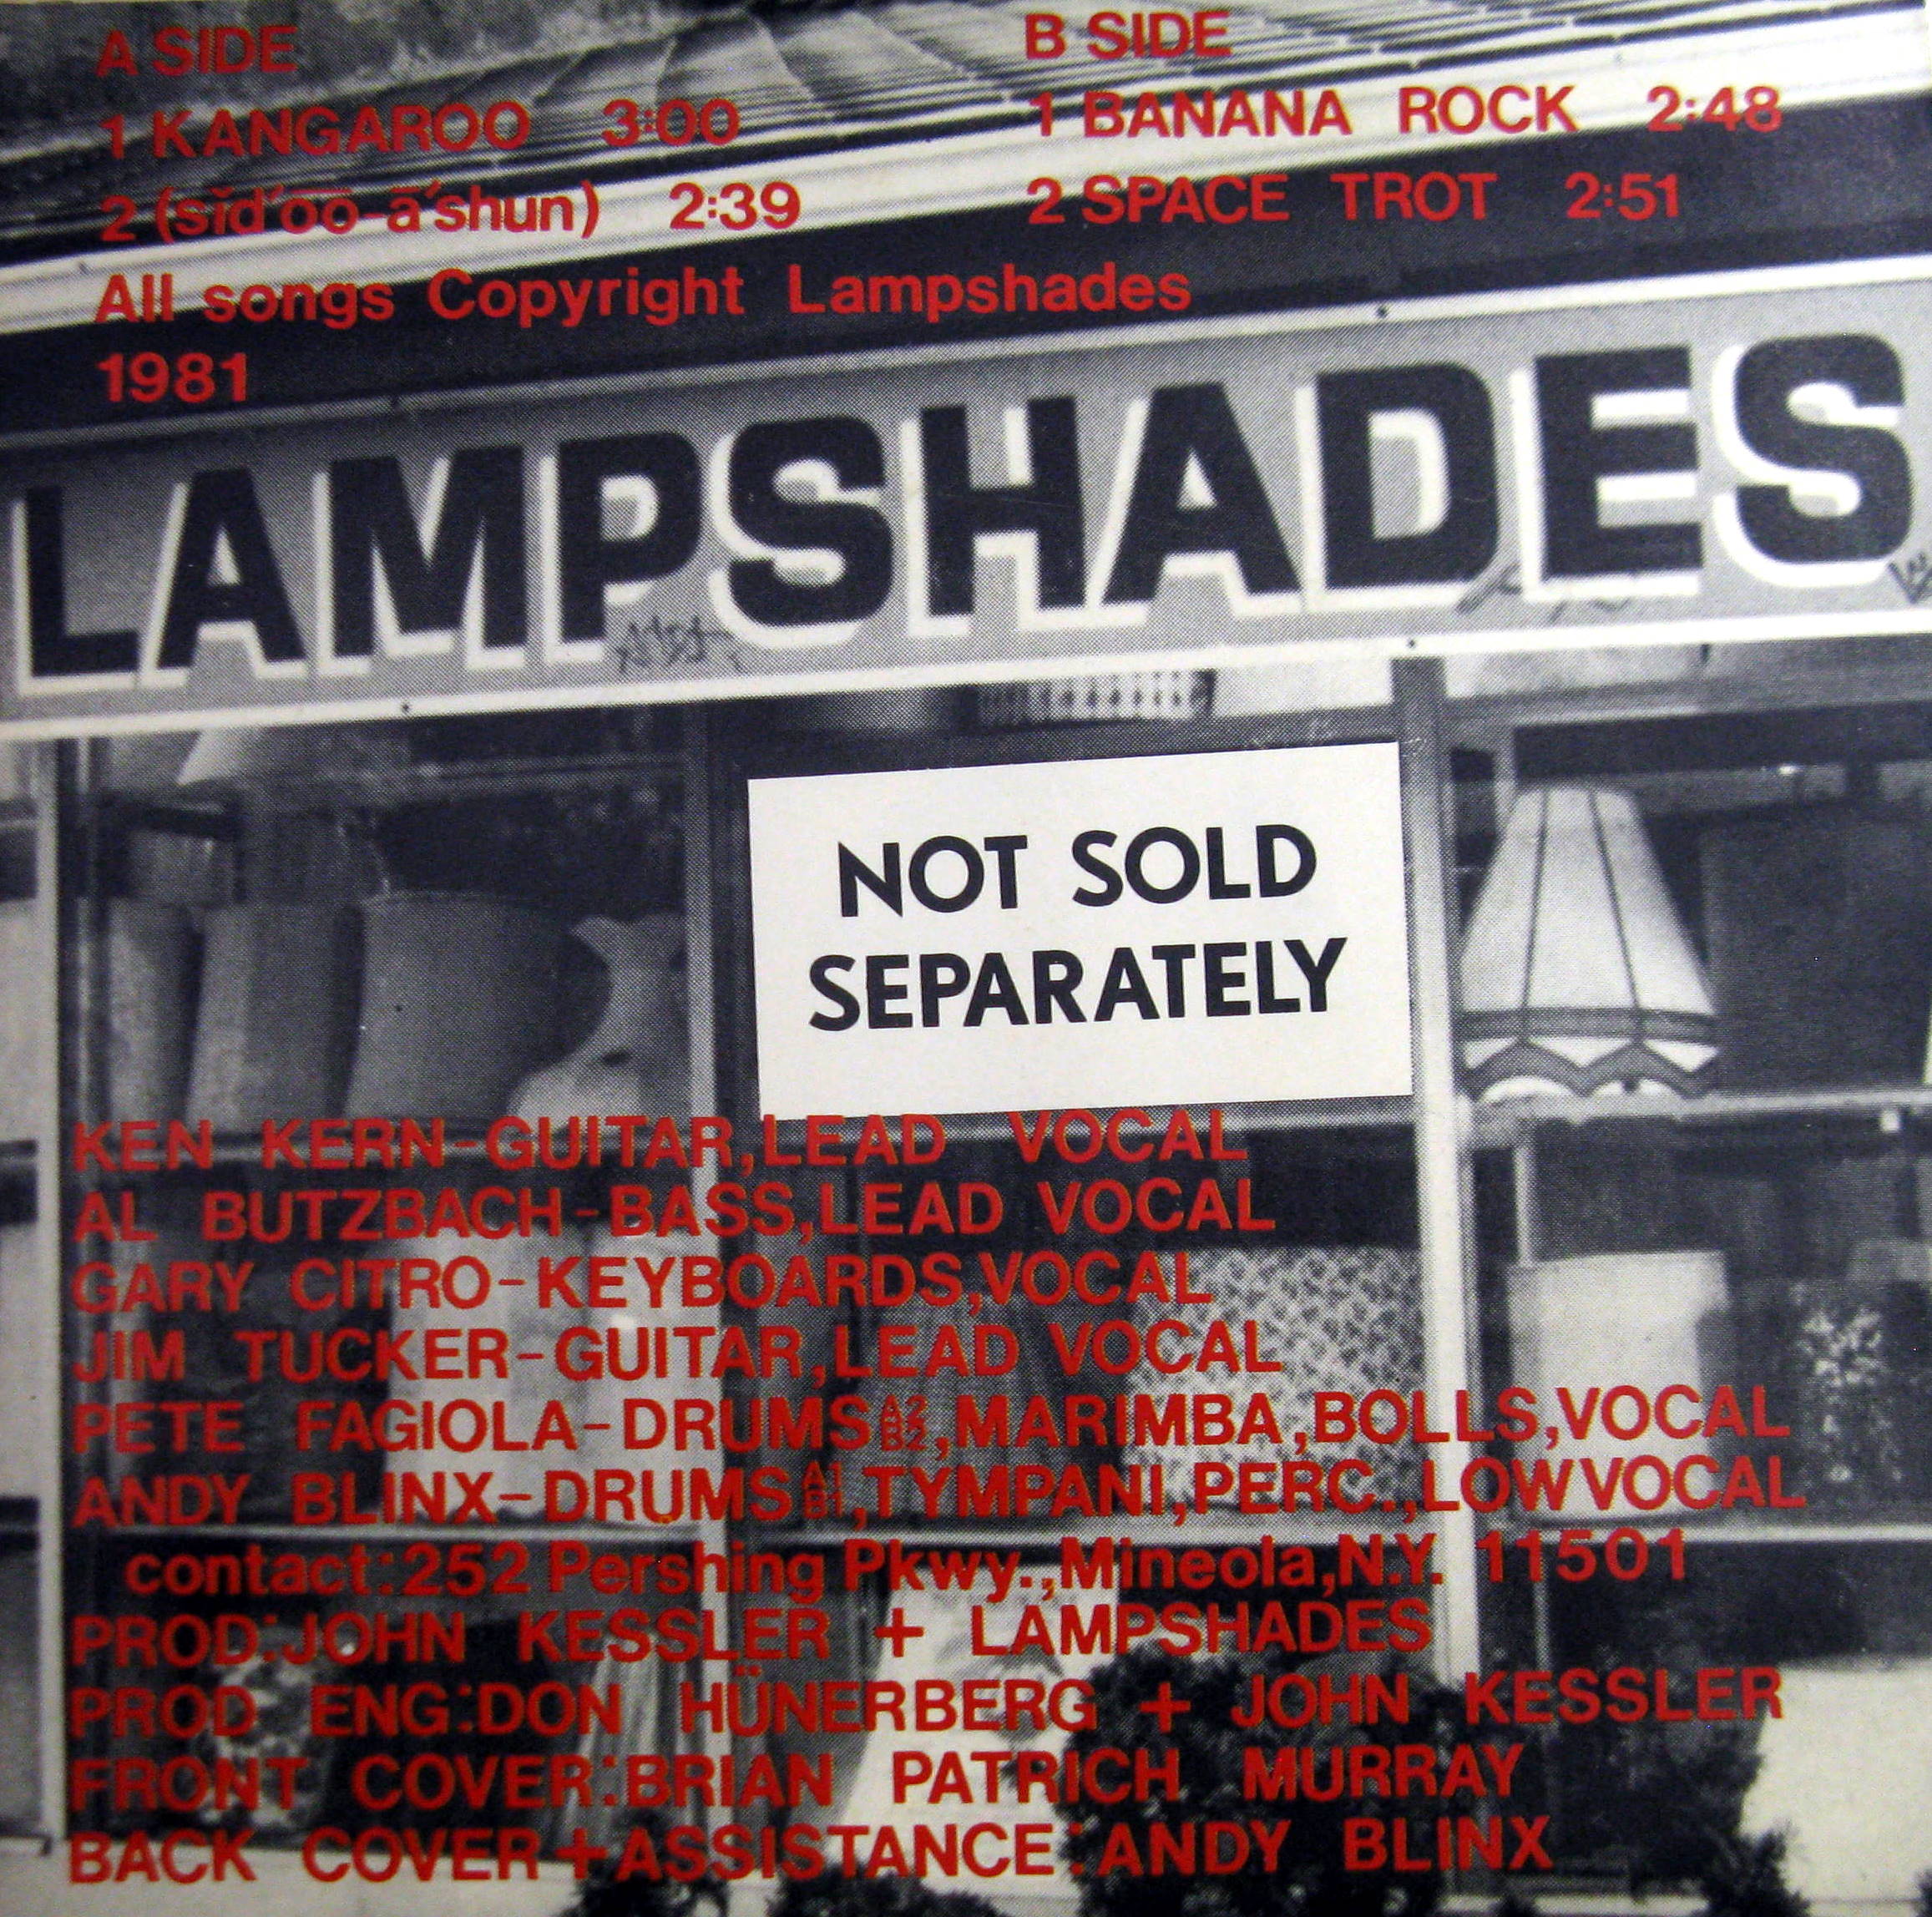 A SIDE
1 KANGAROO 3:00
2 (sĭd′o͞o-ā′shun) 2:39
B SIDE
1 BANANA ROCK 2:48
2 SPACE TROT 2:51
All songs Copyright Lampshades
1981
LAMPSHADES
NOT SOLD
SEPARATELY
KEN KERN-GUITAR,LEAD VOCAL
AL BUTZBACH-BASS,LEAD VOCAL
GARY CITRO-KEYBOARDS,VOCAL
JIM TUCKER-GUITAR,LEAD VOCAL
PETE FAGIOLA-DRUMS A2 B2,MARIMBA,BOLLS,VOCAL
ANDY BLINX-DRUMS A1 B1,TYMPANI,PERC.,LOW VOCAL
contact:252 Pershing Pkwy.,Mineola,N.Y. 11501
PROD:JOHN KESSLER + LAMPSHADES
PROD ENG:DON HÜNERBERG + JOHN KESSLER
FRONT COVER:BRIAN PATRICH MURRAY
BACK COVER+ASSISTANCE:ANDY BLINX